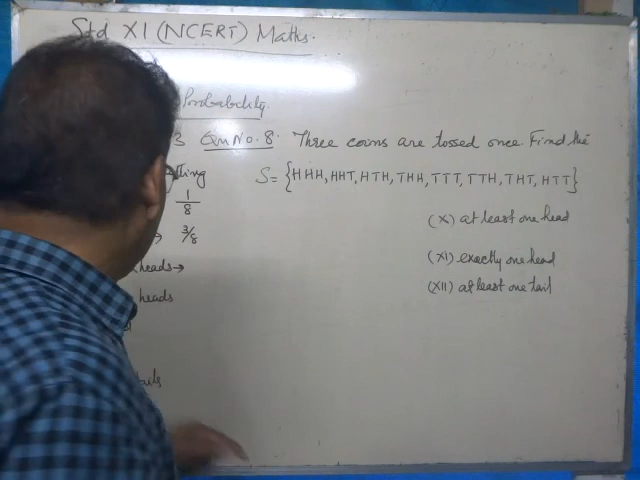 Std XI (NCERT) Maths.
Probability.
3 Qn No. 8: Three coins are tossed once. Find the
S = {HHH, HHT, HTH, THH, TTT, TTH, THT, HTT}
1/8
(X) at least one head
3/8
(XI) exactly one head
heads →
(XII) at least one tail
heads